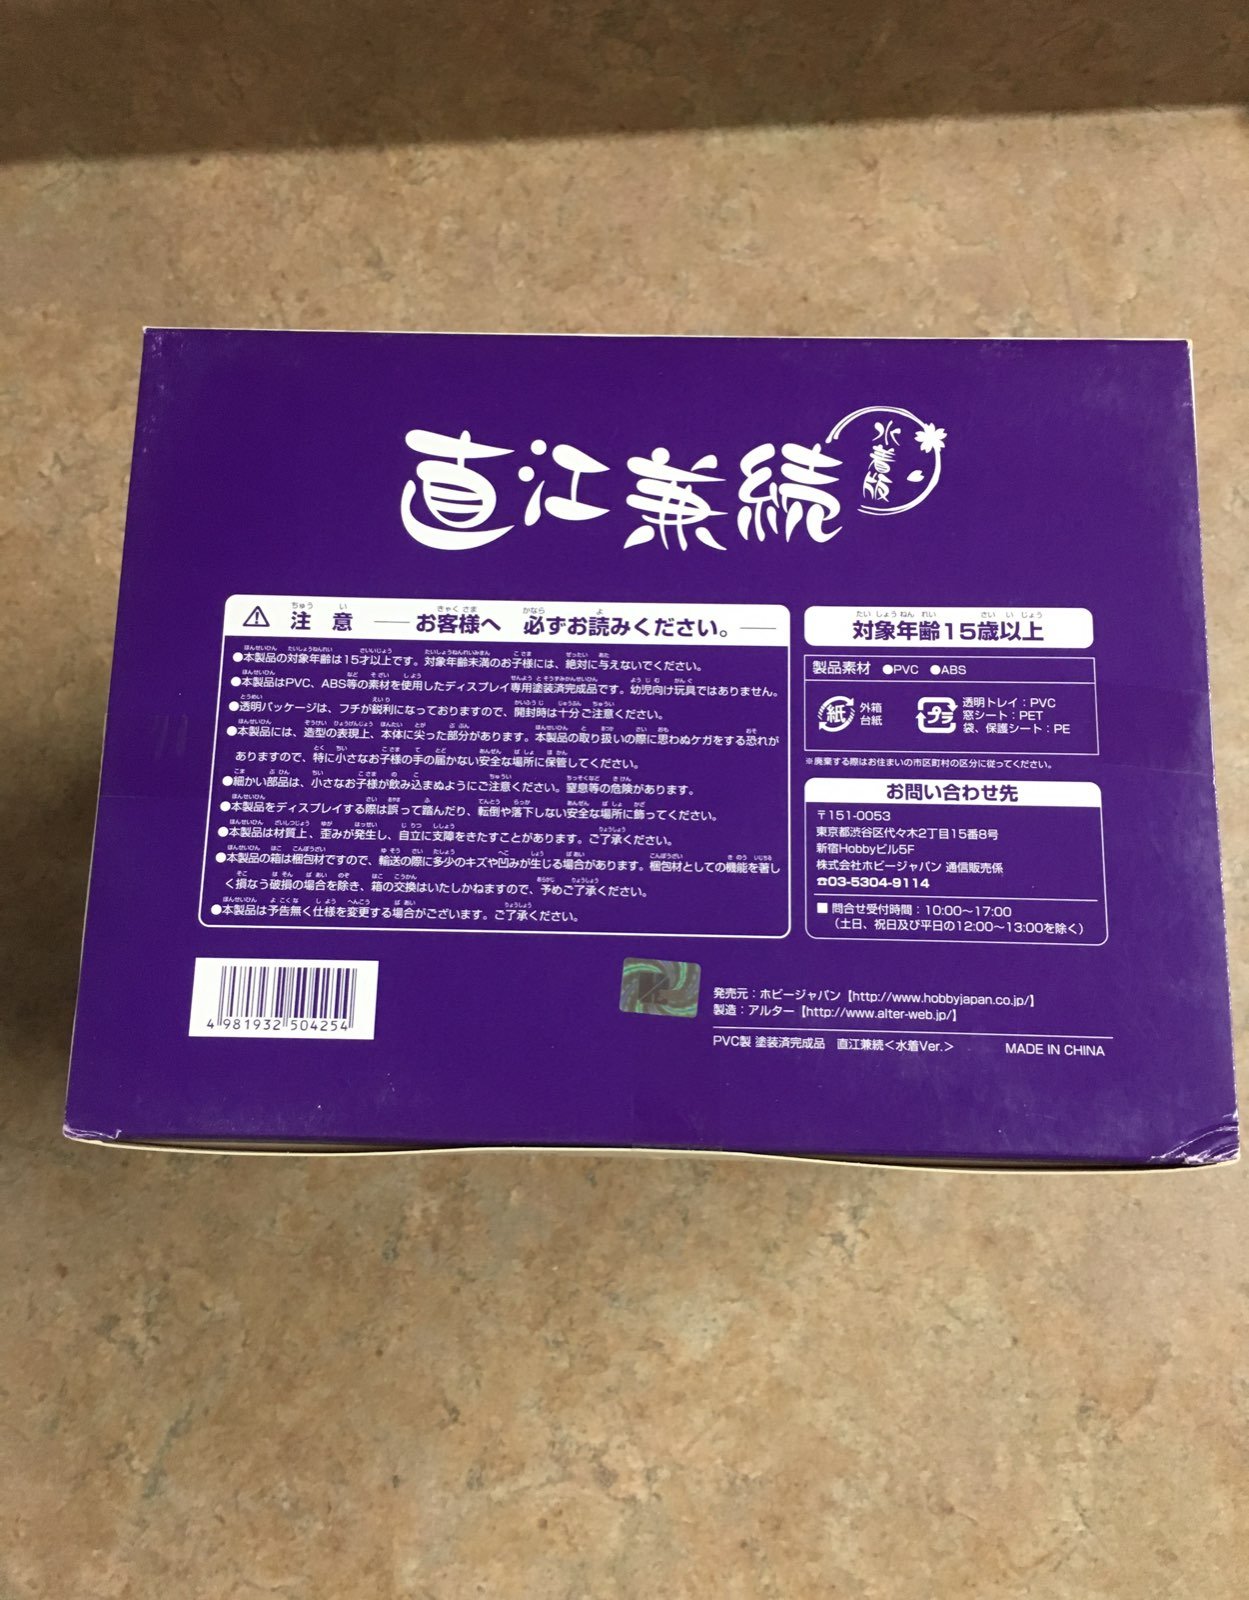 直江兼続
水着版
注意 お客様へ 必ずお読みください。
●本製品の対象年齢は15才以上です。対象年齢未満のお子様には、絶対に与えないでください。
●本製品はPVC、ABS等の素材を使用したディスプレイ専用塗装済完成品です。幼児向け玩具ではありません。
●透明パッケージは、フチが鋭利になっておりますので、開封時は十分ご注意ください。
●本製品には、造型の表現上、本体に尖った部分があります。本製品の取り扱いの際に思わぬケガをする恐れが
ありますので、特に小さなお子様の手の届かない安全な場所に保管してください。
●細かい部品は、小さなお子様が飲み込まぬようにご注意ください。窒息等の危険があります。
●本製品をディスプレイする際は誤って踏んだり、転倒や落下しない安全な場所に飾ってください。
●本製品は材質上、歪みが発生し、自立に支障をきたすことがあります。ご了承ください。
●本製品の箱は梱包材ですので、輸送の際に多少のキズや凹みが生じる場合があります。梱包材としての機能を著し
く損なう破損の場合を除き、箱の交換はいたしかねますので、予めご了承ください。
●本製品は予告無く仕様を変更する場合がございます。ご了承ください。
対象年齢15歳以上
製品素材 ●PVC ●ABS
紙 外箱
台紙
プラ 透明トレイ：PVC
窓シート：PET
袋、保護シート：PE
※廃棄する際はお住まいの市区町村の区分に従ってください。
お問い合わせ先
〒151-0053
東京都渋谷区代々木2丁目15番8号
新宿Hobbyビル5F
株式会社ホビージャパン 通信販売係
☎03-5304-9114
■ 問合せ受付時間：10:00～17:00
（土日、祝日及び平日の12:00～13:00を除く）
4 981932 504254
発売元：ホビージャパン【http://www.hobbyjapan.co.jp/】
製造：アルター【http://www.alter-web.jp/】
PVC製 塗装済完成品 直江兼続＜水着Ver.＞ MADE IN CHINA